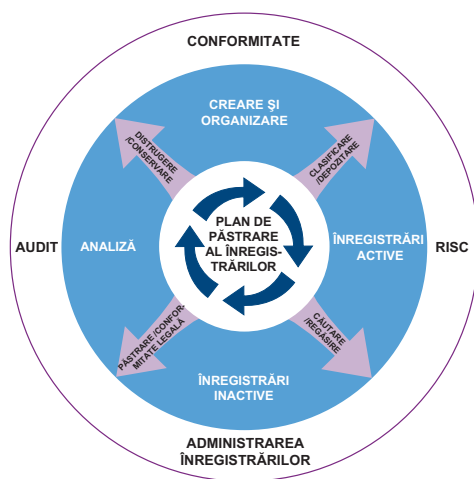 CONFORMITATE
CREARE ŞI
ORGANIZARE
DISTRUGERE
/CONSERVARE
CLASIFICARE
/DEPOZITARE
AUDIT
ANALIZĂ
PLAN DE
PĂSTRARE
AL ÎNREGIS-
TRĂRILOR
ÎNREGISTRĂRI
ACTIVE
RISC
PĂSTRARE /CONFOR-
MITATE LEGALĂ
CĂUTARE
/REGĂSIRE
ÎNREGISTRĂRI
INACTIVE
ADMINISTRAREA
ÎNREGISTRĂRILOR